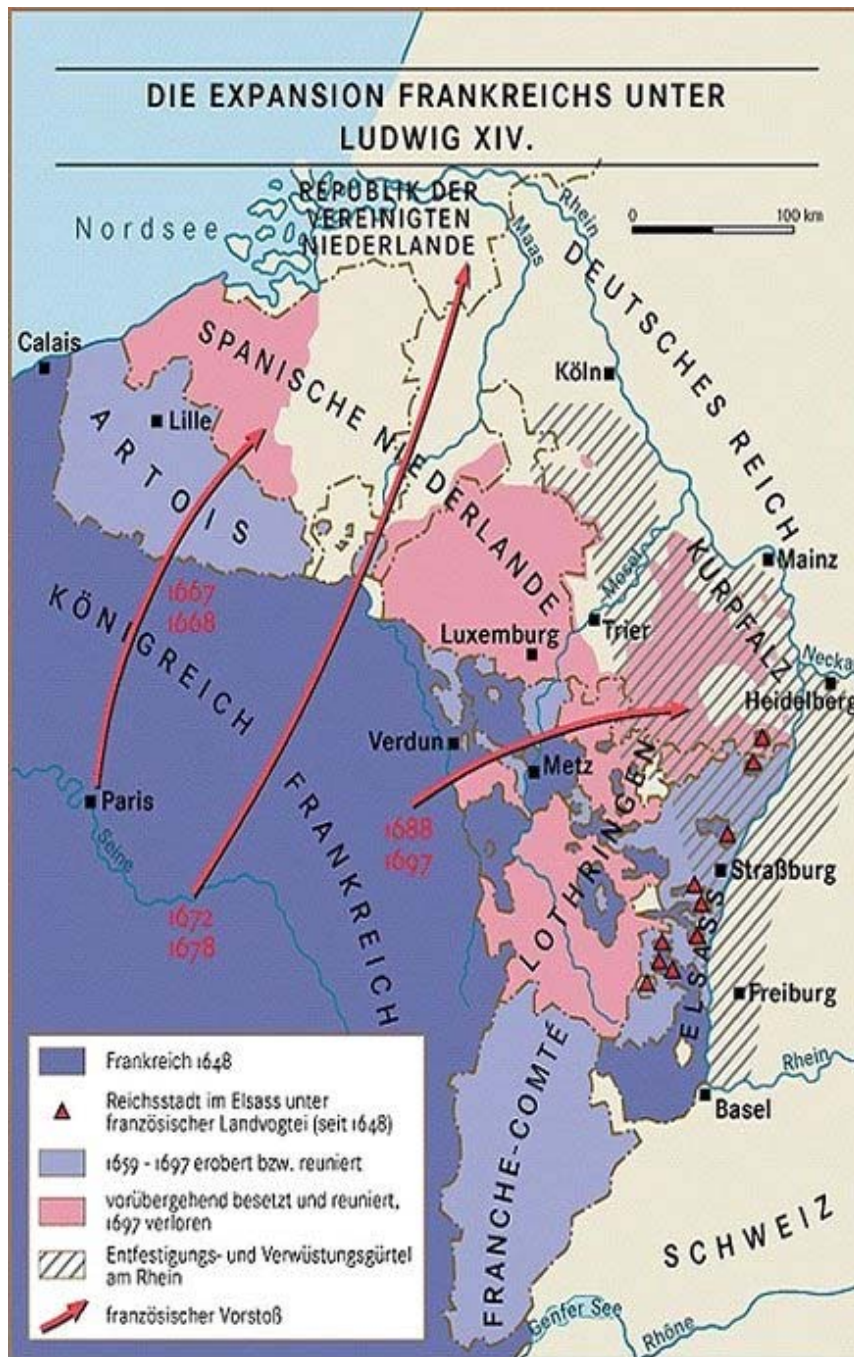 DIE EXPANSION FRANKREICHS UNTER
LUDWIG XIV.
Nordsee
REPUBLIK DER
VEREINIGTEN
NIEDERLANDE
Rhein
Maas
0 100 km
DEUTSCHES REICH
Calais
SPANISCHE NIEDERLANDE
Köln
Lille
ARTOIS
KURPFALZ
Mainz
Mosel
1667
1668
Trier
KÖNIGREICH FRANKREICH
Luxemburg
Necka
Heidelberg
Verdun
Metz
Paris
Seine
1688
1697
LOTHRINGEN
Straßburg
1672
1678
ELSASS
Freiburg
Rhein
Basel
FRANCHE-COMTÉ
SCHWEIZ
Genfer See
Rhône
Frankreich 1648
Reichsstadt im Elsass unter
französischer Landvogtei (seit 1648)
1659 - 1697 erobert bzw. reuniert
vorübergehend besetzt und reuniert,
1697 verloren
Entfestigungs- und Verwüstungsgürtel
am Rhein
französischer Vorstoß